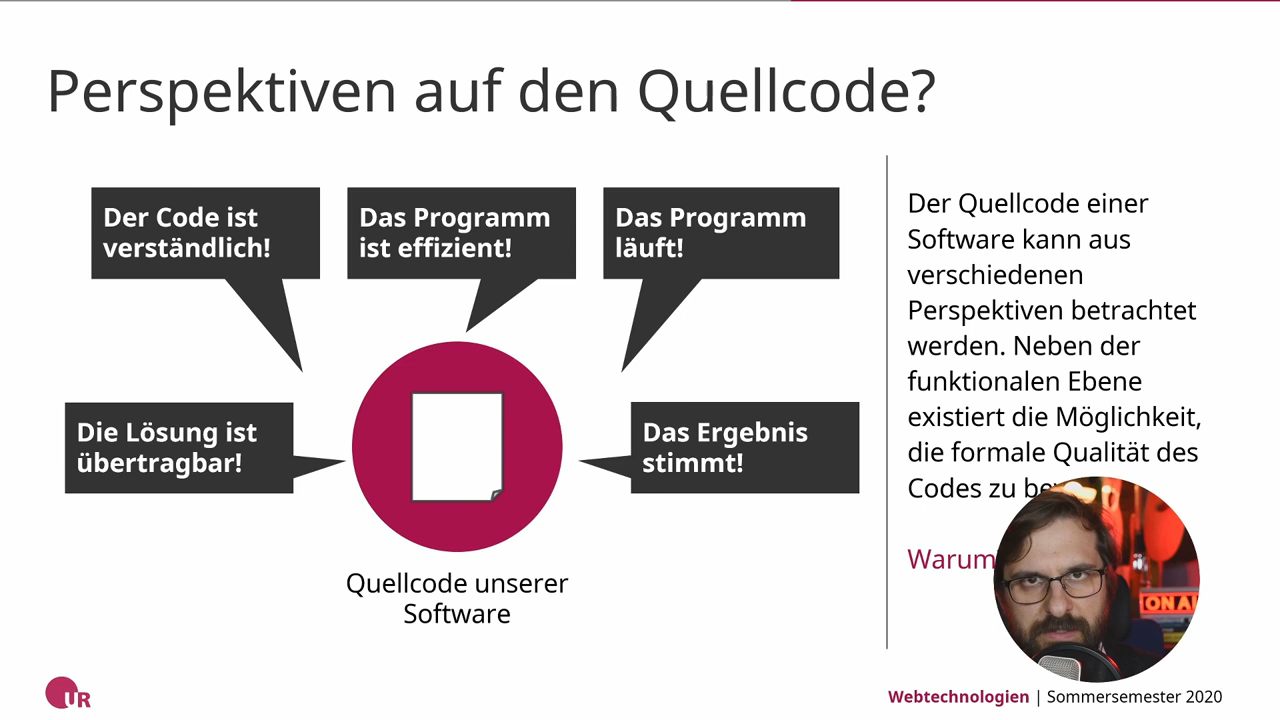 Perspektiven auf den Quellcode?
Der Code ist
verständlich!
Das Programm
ist effizient!
Das Programm
läuft!
Die Lösung ist
übertragbar!
Das Ergebnis
stimmt!
Quellcode unserer
Software
Der Quellcode einer
Software kann aus
verschiedenen
Perspektiven betrachtet
werden. Neben der
funktionalen Ebene
existiert die Möglichkeit,
die formale Qualität des
Codes zu
Warum
ON
UR
Webtechnologien | Sommersemester 2020